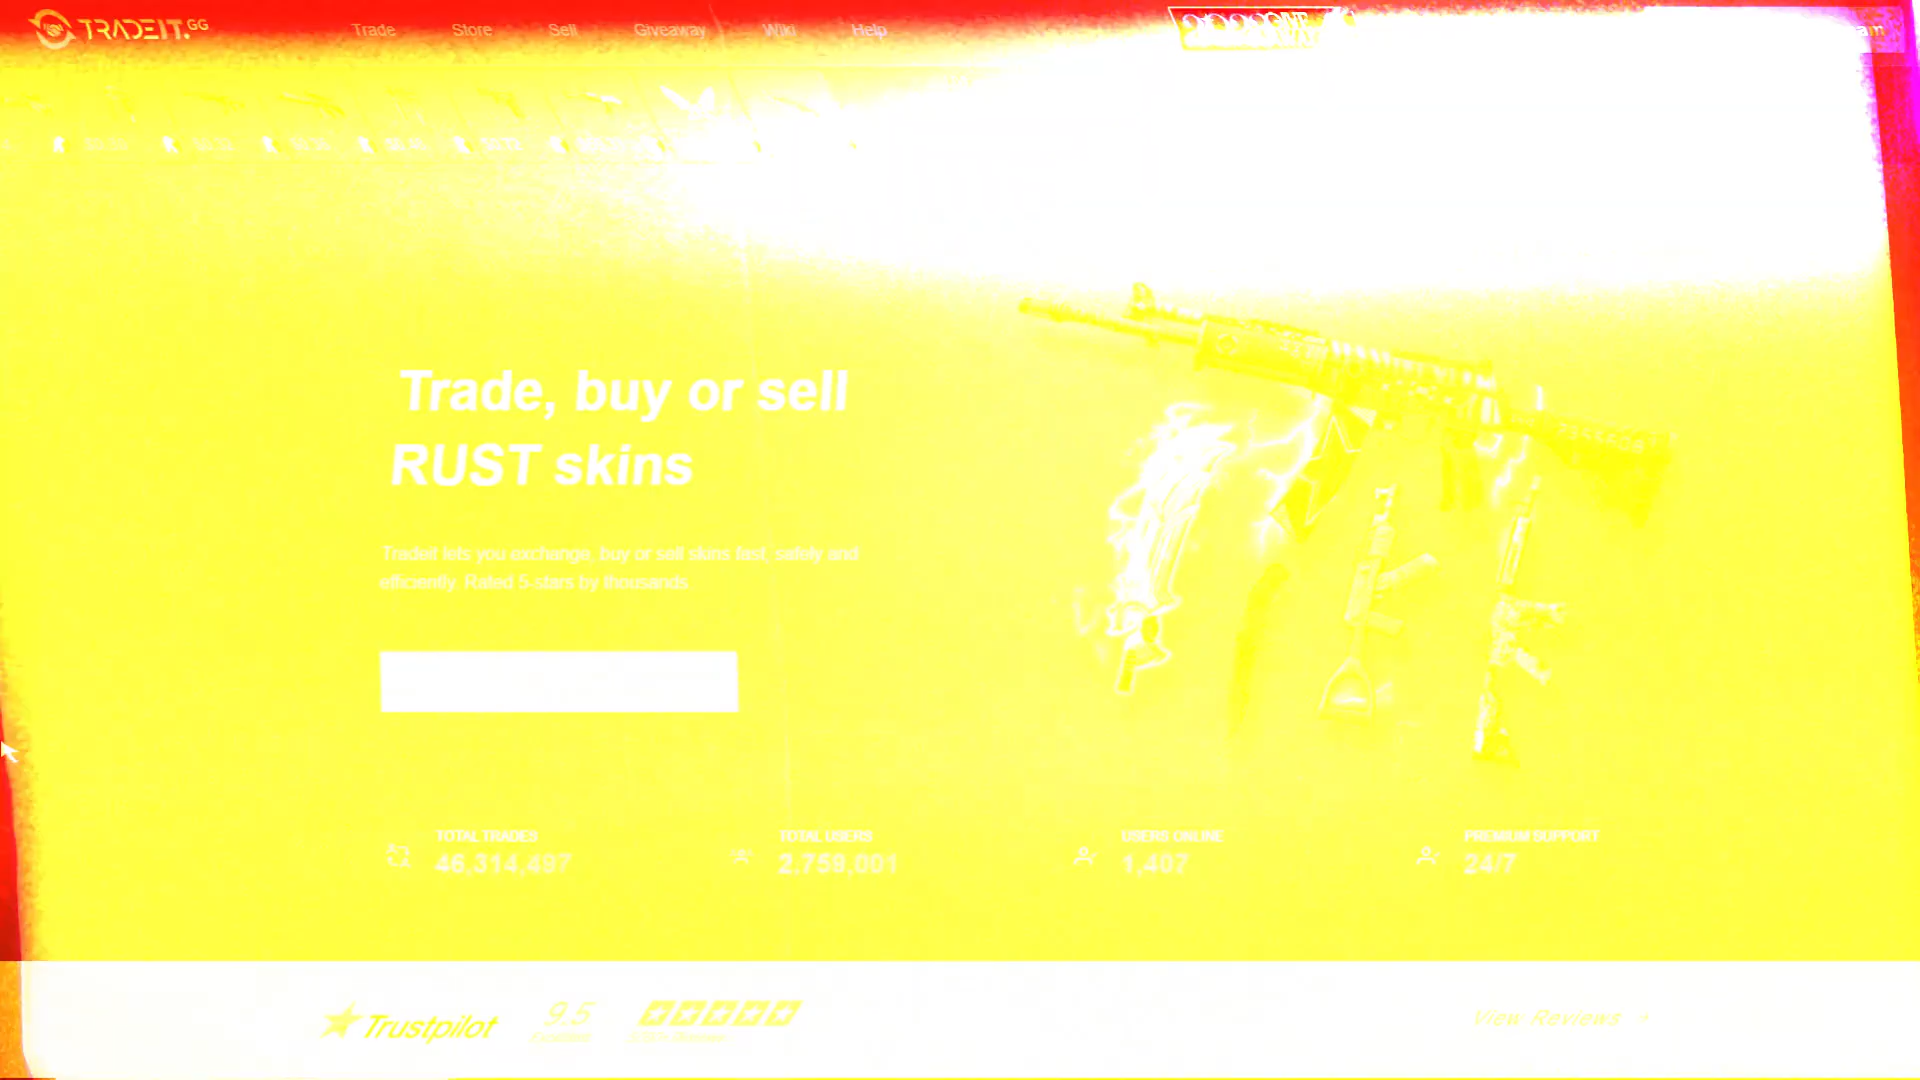 TRADEIT.GG
Trade Store Sell Giveaway Wiki Help
Trade, buy or sell
RUST skins
Tradeit lets you exchange, buy or sell skins fast, safely and
efficiently. Rated 5-stars by thousands
TOTAL TRADES
46,314,497
TOTAL USERS
2,759,001
USERS ONLINE
1,407
PREMIUM SUPPORT
24/7
Trustpilot
9.5
View Reviews